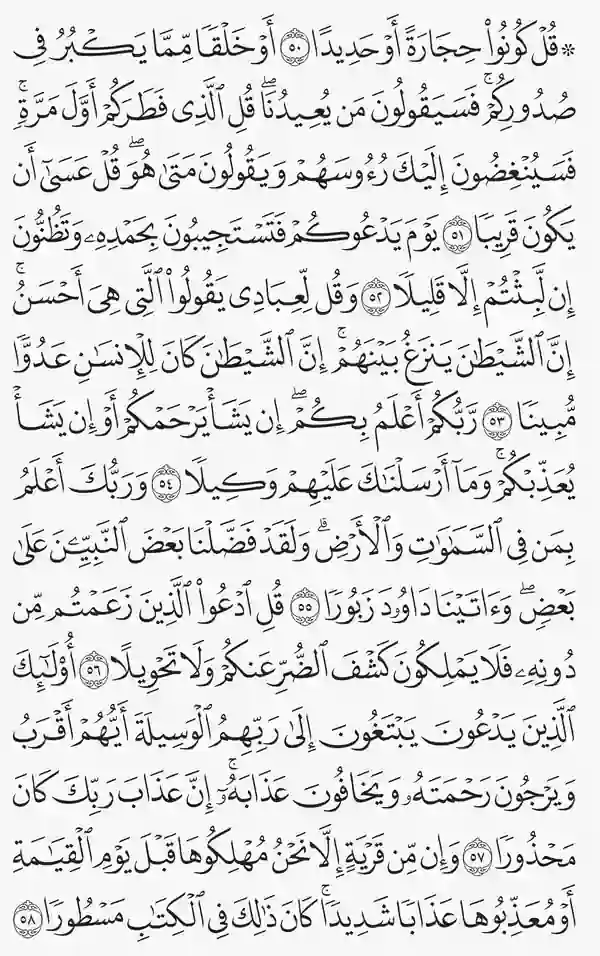 ۞ قُلۡ كُونُواْ حِجَارَةً أَوۡ حَدِيدًا ٥٠ أَوۡ خَلۡقٗا مِّمَّا يَكۡبُرُ فِي
صُدُورِكُمۡۚ فَسَيَقُولُونَ مَن يُعِيدُنَاۖ قُلِ ٱلَّذِي فَطَرَكُمۡ أَوَّلَ مَرَّةٖۚ
فَسَيُنۡغِضُونَ إِلَيۡكَ رُءُوسَهُمۡ وَيَقُولُونَ مَتَىٰ هُوَۖ قُلۡ عَسَىٰٓ أَن
يَكُونَ قَرِيبٗا ٥١ يَوۡمَ يَدۡعُوكُمۡ فَتَسۡتَجِيبُونَ بِحَمۡدِهِۦ وَتَظُنُّونَ
إِن لَّبِثۡتُمۡ إِلَّا قَلِيلٗا ٥٢ وَقُل لِّعِبَادِي يَقُولُواْ ٱلَّتِي هِيَ أَحۡسَنُۚ
إِنَّ ٱلشَّيۡطَٰنَ يَنزَغُ بَيۡنَهُمۡۚ إِنَّ ٱلشَّيۡطَٰنَ كَانَ لِلۡإِنسَٰنِ عَدُوّٗا
مُّبِينٗا ٥٣ رَّبُّكُمۡ أَعۡلَمُ بِكُمۡۖ إِن يَشَأۡ يَرۡحَمۡكُمۡ أَوۡ إِن يَشَأۡ
يُعَذِّبۡكُمۡۚ وَمَآ أَرۡسَلۡنَٰكَ عَلَيۡهِمۡ وَكِيلٗا ٥٤ وَرَبُّكَ أَعۡلَمُ
بِمَن فِي ٱلسَّمَٰوَٰتِ وَٱلۡأَرۡضِۗ وَلَقَدۡ فَضَّلۡنَا بَعۡضَ ٱلنَّبِيِّـۧنَ عَلَىٰ
بَعۡضٖۖ وَءَاتَيۡنَا دَاوُۥدَ زَبُورٗا ٥٥ قُلِ ٱدۡعُواْ ٱلَّذِينَ زَعَمۡتُم مِّن
دُونِهِۦ فَلَا يَمۡلِكُونَ كَشۡفَ ٱلضُّرِّ عَنكُمۡ وَلَا تَحۡوِيلًا ٥٦ أُوْلَٰٓئِكَ
ٱلَّذِينَ يَدۡعُونَ يَبۡتَغُونَ إِلَىٰ رَبِّهِمُ ٱلۡوَسِيلَةَ أَيُّهُمۡ أَقۡرَبُ
وَيَرۡجُونَ رَحۡمَتَهُۥ وَيَخَافُونَ عَذَابَهُۥٓۚ إِنَّ عَذَابَ رَبِّكَ كَانَ
مَحۡذُورٗا ٥٧ وَإِن مِّن قَرۡيَةٍ إِلَّا نَحۡنُ مُهۡلِكُوهَا قَبۡلَ يَوۡمِ ٱلۡقِيَٰمَةِ
أَوۡ مُعَذِّبُوهَا عَذَابٗا شَدِيدٗاۚ كَانَ ذَٰلِكَ فِي ٱلۡكِتَٰبِ مَسۡطُورٗا ٥٨